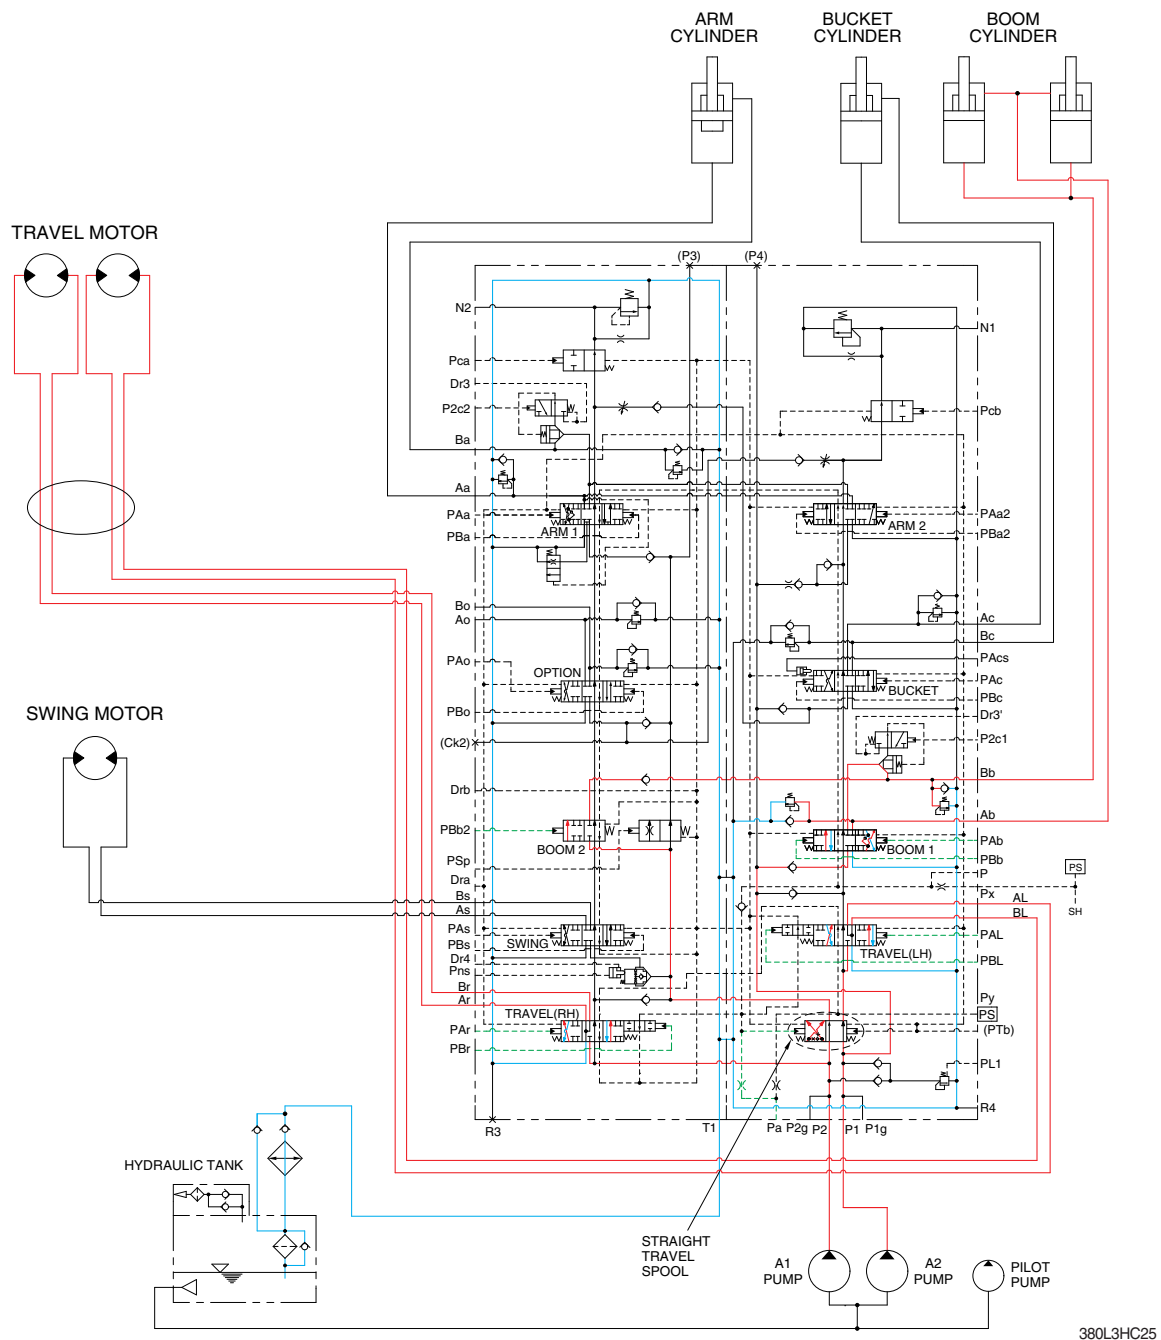 ARM
CYLINDER
BUCKET
CYLINDER
BOOM
CYLINDER
TRAVEL MOTOR
(P3)
(P4)
N2
N1
Pca
Dr3
P2c2
Pcb
Ba
Aa
PAa
ARM 1
PBa
ARM 2
PAa2
PBa2
Bo
Ao
PAo
OPTION
PBo
(Ck2)
Ac
Bc
PAcs
PAc
BUCKET
PBc
Dr3'
P2c1
SWING MOTOR
Bb
Drb
Ab
PBb2
BOOM 2
PSp
Dra
PAb
BOOM 1
PBb
P
PS
Px
AL
SH
BL
Bs
As
PAs
SWING
PBs
Dr4
Pns
Br
Ar
PAL
TRAVEL(LH)
PBL
Py
PS
TRAVEL(RH)
PAr
PBr
(PTb)
PL1
R4
R3
T1
Pa
P2g
P2
P1
P1g
HYDRAULIC TANK
STRAIGHT
TRAVEL
SPOOL
A1
PUMP
A2
PUMP
PILOT
PUMP
380L3HC25